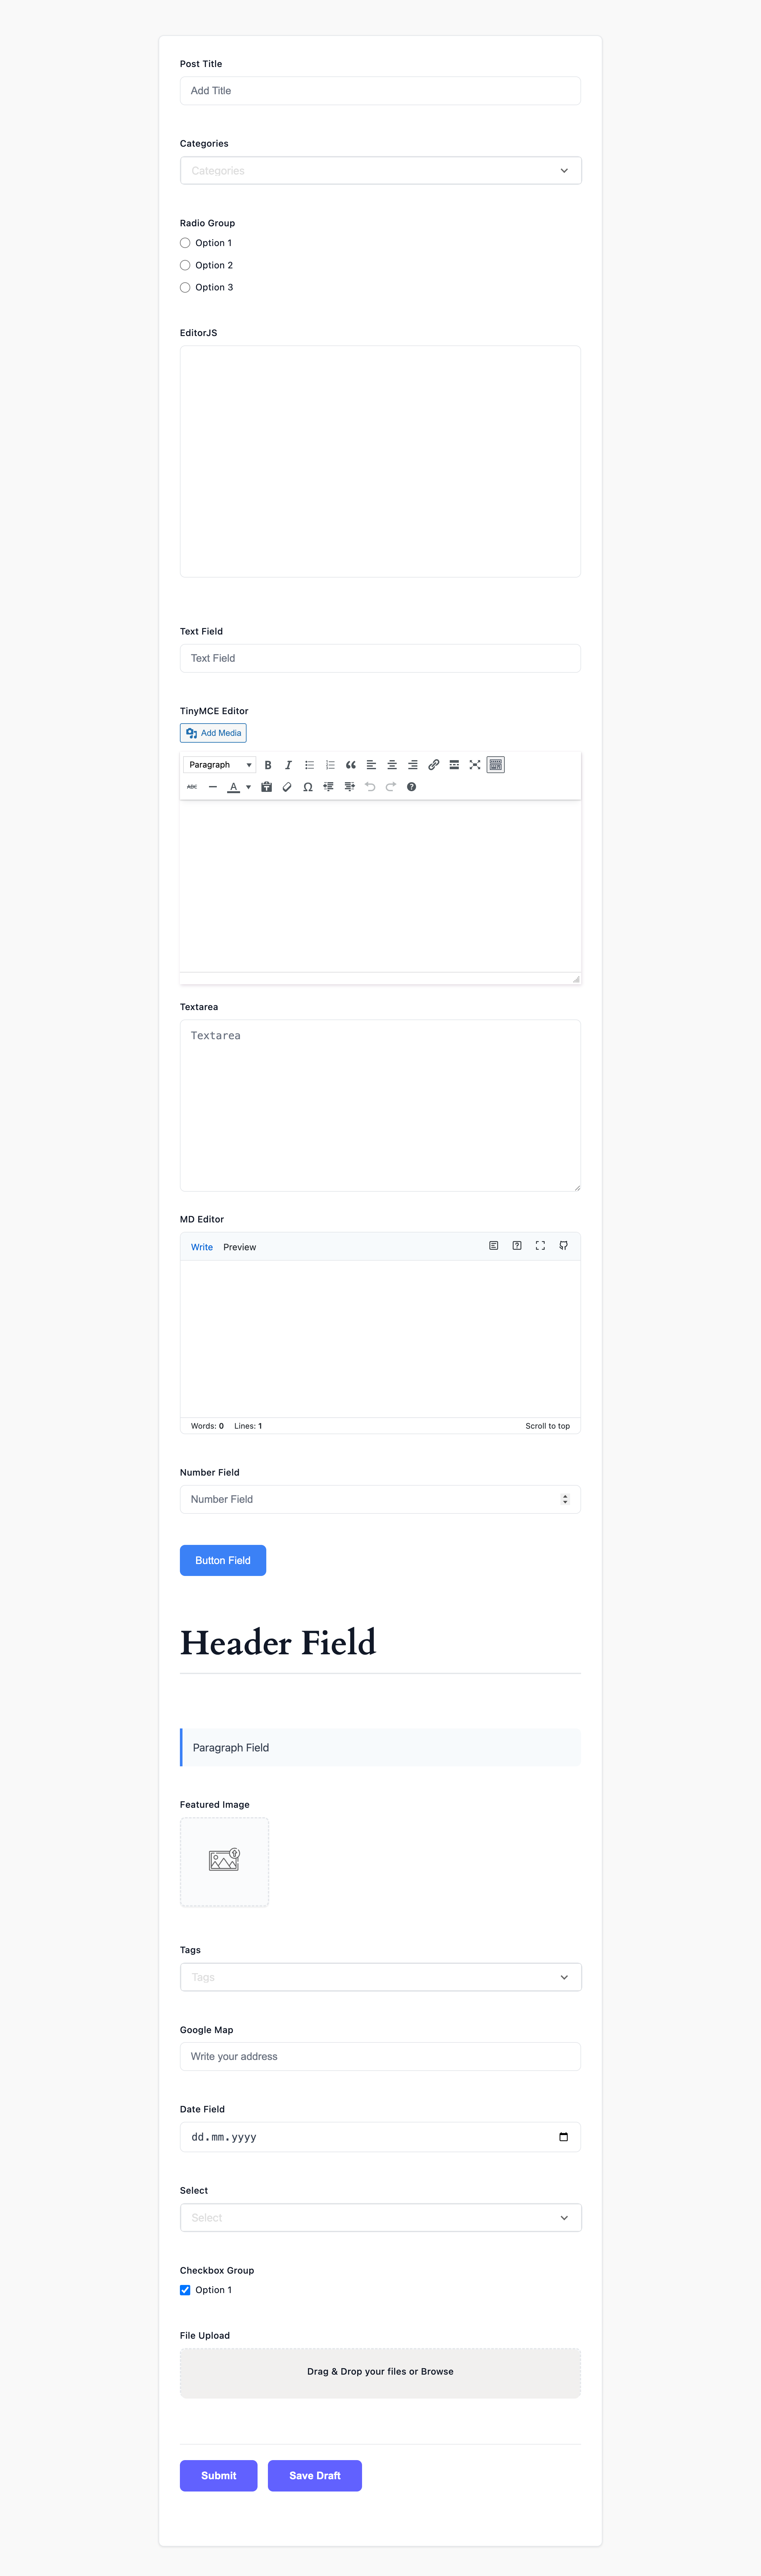 Post Title
Add Title
Categories
Categories
Radio Group
Option 1
Option 2
Option 3
EditorJS
Text Field
Text Field
TinyMCE Editor
Add Media
Paragraph
ABC A
Textarea
Textarea
MD Editor
Write Preview
Words: 0 Lines: 1 Scroll to top
Number Field
Number Field
Button Field
Header Field
Paragraph Field
Featured Image
Tags
Tags
Google Map
Write your address
Date Field
dd.mm.yyyy
Select
Select
Checkbox Group
Option 1
File Upload
Drag & Drop your files or Browse
Submit Save Draft